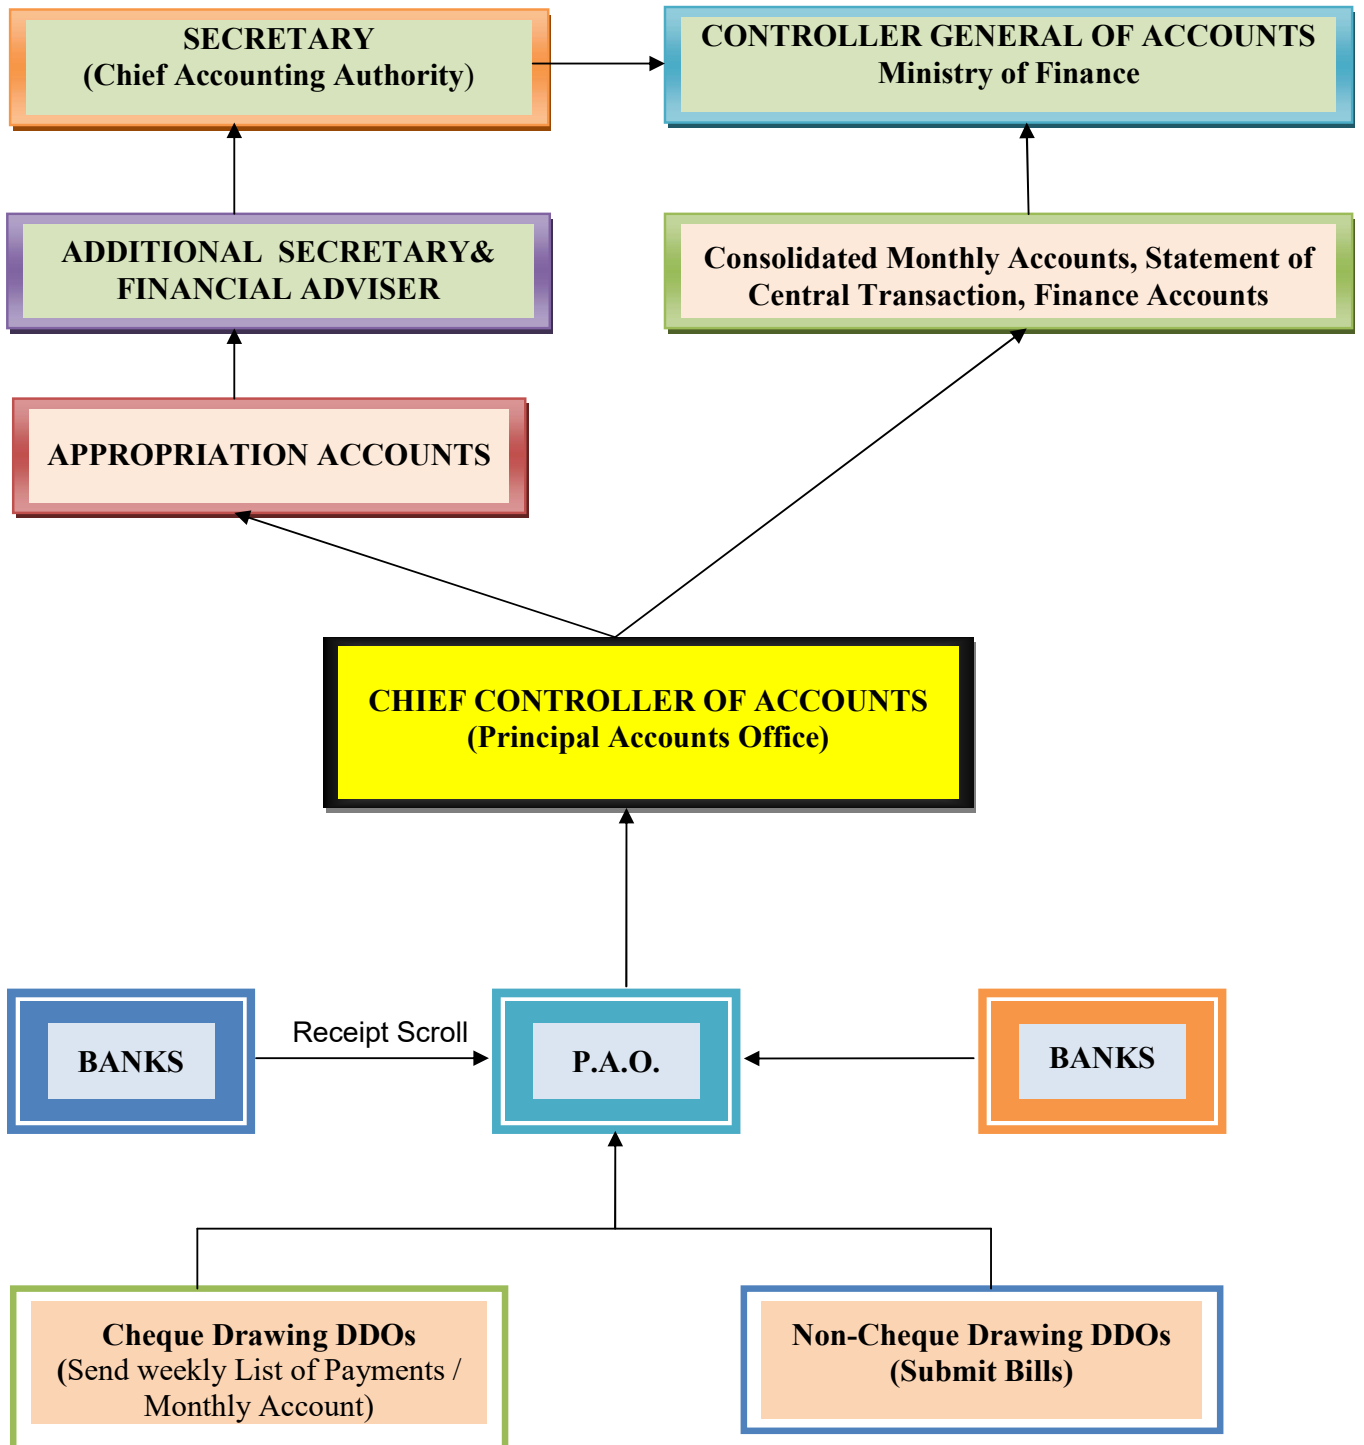 SECRETARY
(Chief Accounting Authority)
CONTROLLER GENERAL OF ACCOUNTS
Ministry of Finance
ADDITIONAL SECRETARY&
FINANCIAL ADVISER
Consolidated Monthly Accounts, Statement of
Central Transaction, Finance Accounts
APPROPRIATION ACCOUNTS
CHIEF CONTROLLER OF ACCOUNTS
(Principal Accounts Office)
BANKS
Receipt Scroll
P.A.O.
BANKS
Cheque Drawing DDOs
(Send weekly List of Payments /
Monthly Account)
Non-Cheque Drawing DDOs
(Submit Bills)